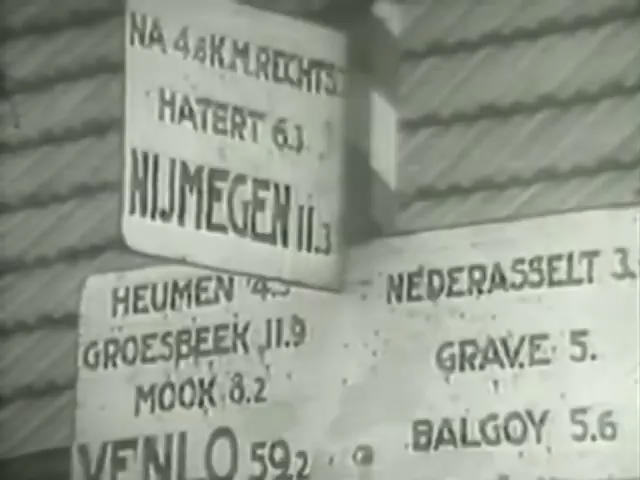 NA 4.8 K.M. RECHTS
HATERT 6.1
NIJMEGEN 11.3
HEUMEN 4.3
GROESBEEK 11.9
MOOK 8.2
VENLO 59.2
NEDERASSELT 3.
GRAVE 5.
BALGOY 5.6